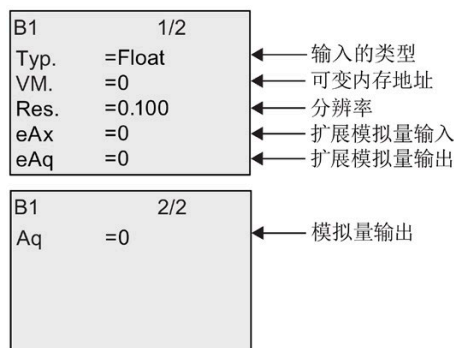 B1 1/2
Typ. =Float 输入的类型
VM. =0 可变内存地址
Res. =0.100 分辨率
eAx =0 扩展模拟量输入
eAq =0 扩展模拟量输出
B1 2/2
Aq =0 模拟量输出